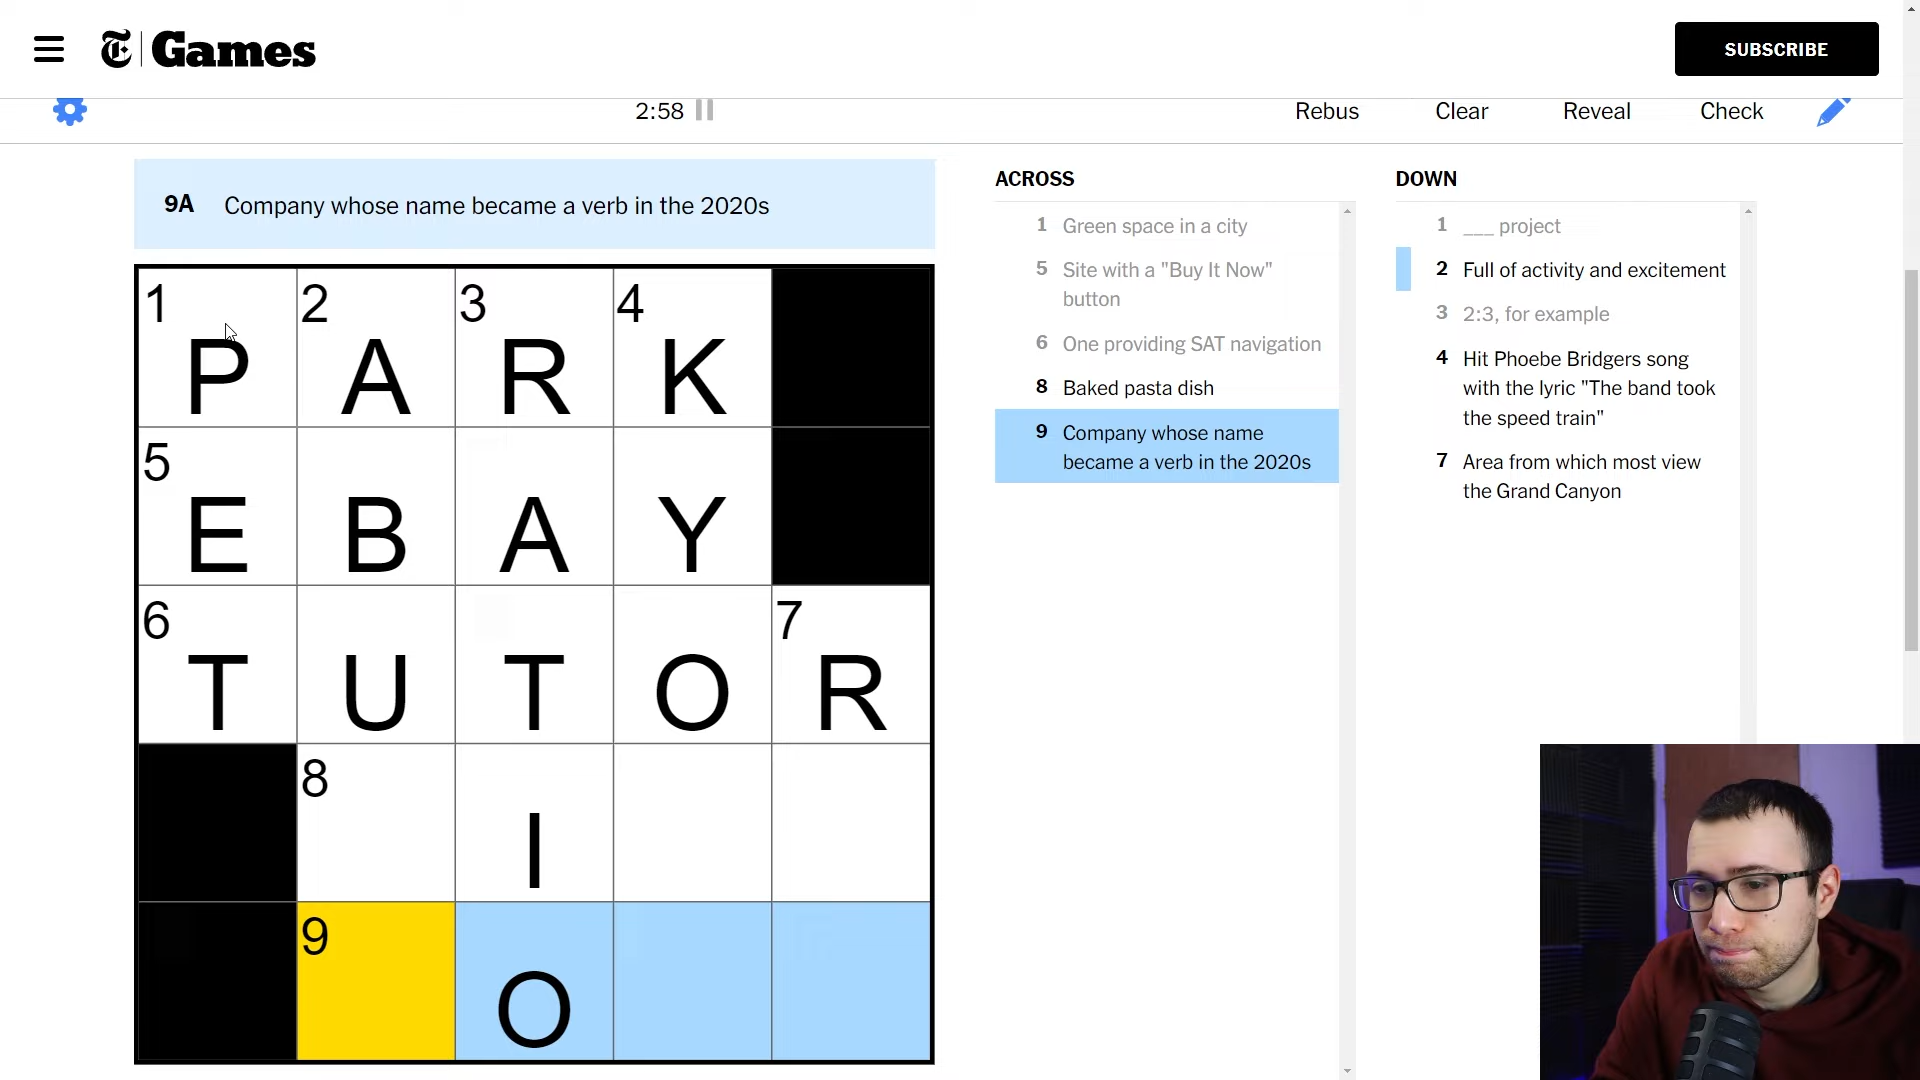 T Games
SUBSCRIBE
2:58
Rebus Clear Reveal Check
9A Company whose name became a verb in the 2020s
1 2 3 4
P A R K
5
E B A Y
6 7
T U T O R
8
I
9
O
ACROSS
1 Green space in a city
5 Site with a "Buy It Now"
button
6 One providing SAT navigation
8 Baked pasta dish
9 Company whose name
became a verb in the 2020s
DOWN
1 ___ project
2 Full of activity and excitement
3 2:3, for example
4 Hit Phoebe Bridgers song
with the lyric "The band took
the speed train"
7 Area from which most view
the Grand Canyon